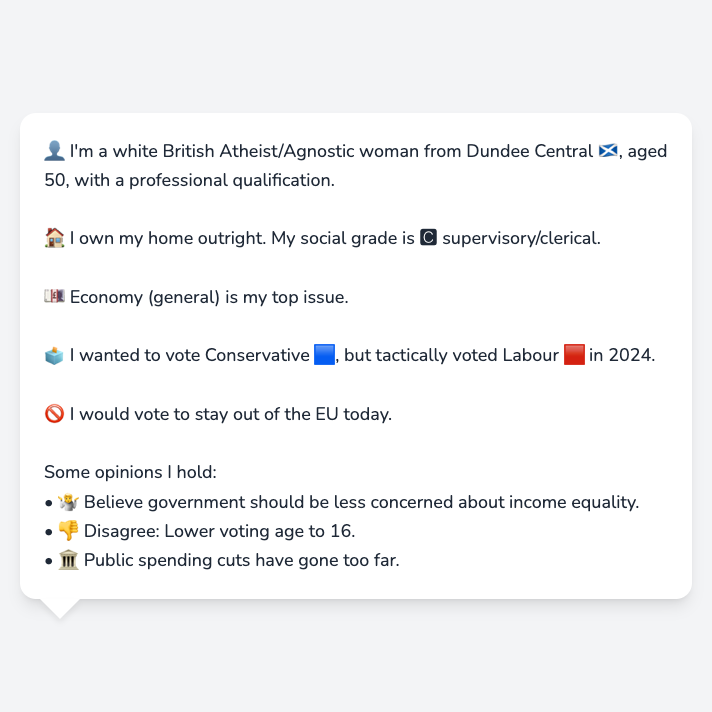 👤 I'm a white British Atheist/Agnostic woman from Dundee Central 🏴󠁧󠁢󠁳󠁣󠁴󠁿, aged
50, with a professional qualification.
🏠 I own my home outright. My social grade is 🅲 supervisory/clerical.
💷 Economy (general) is my top issue.
🗳️ I wanted to vote Conservative 🟦, but tactically voted Labour 🟥 in 2024.
🚫 I would vote to stay out of the EU today.
Some opinions I hold:
• 🤷 Believe government should be less concerned about income equality.
• 👎 Disagree: Lower voting age to 16.
• 🏛️ Public spending cuts have gone too far.